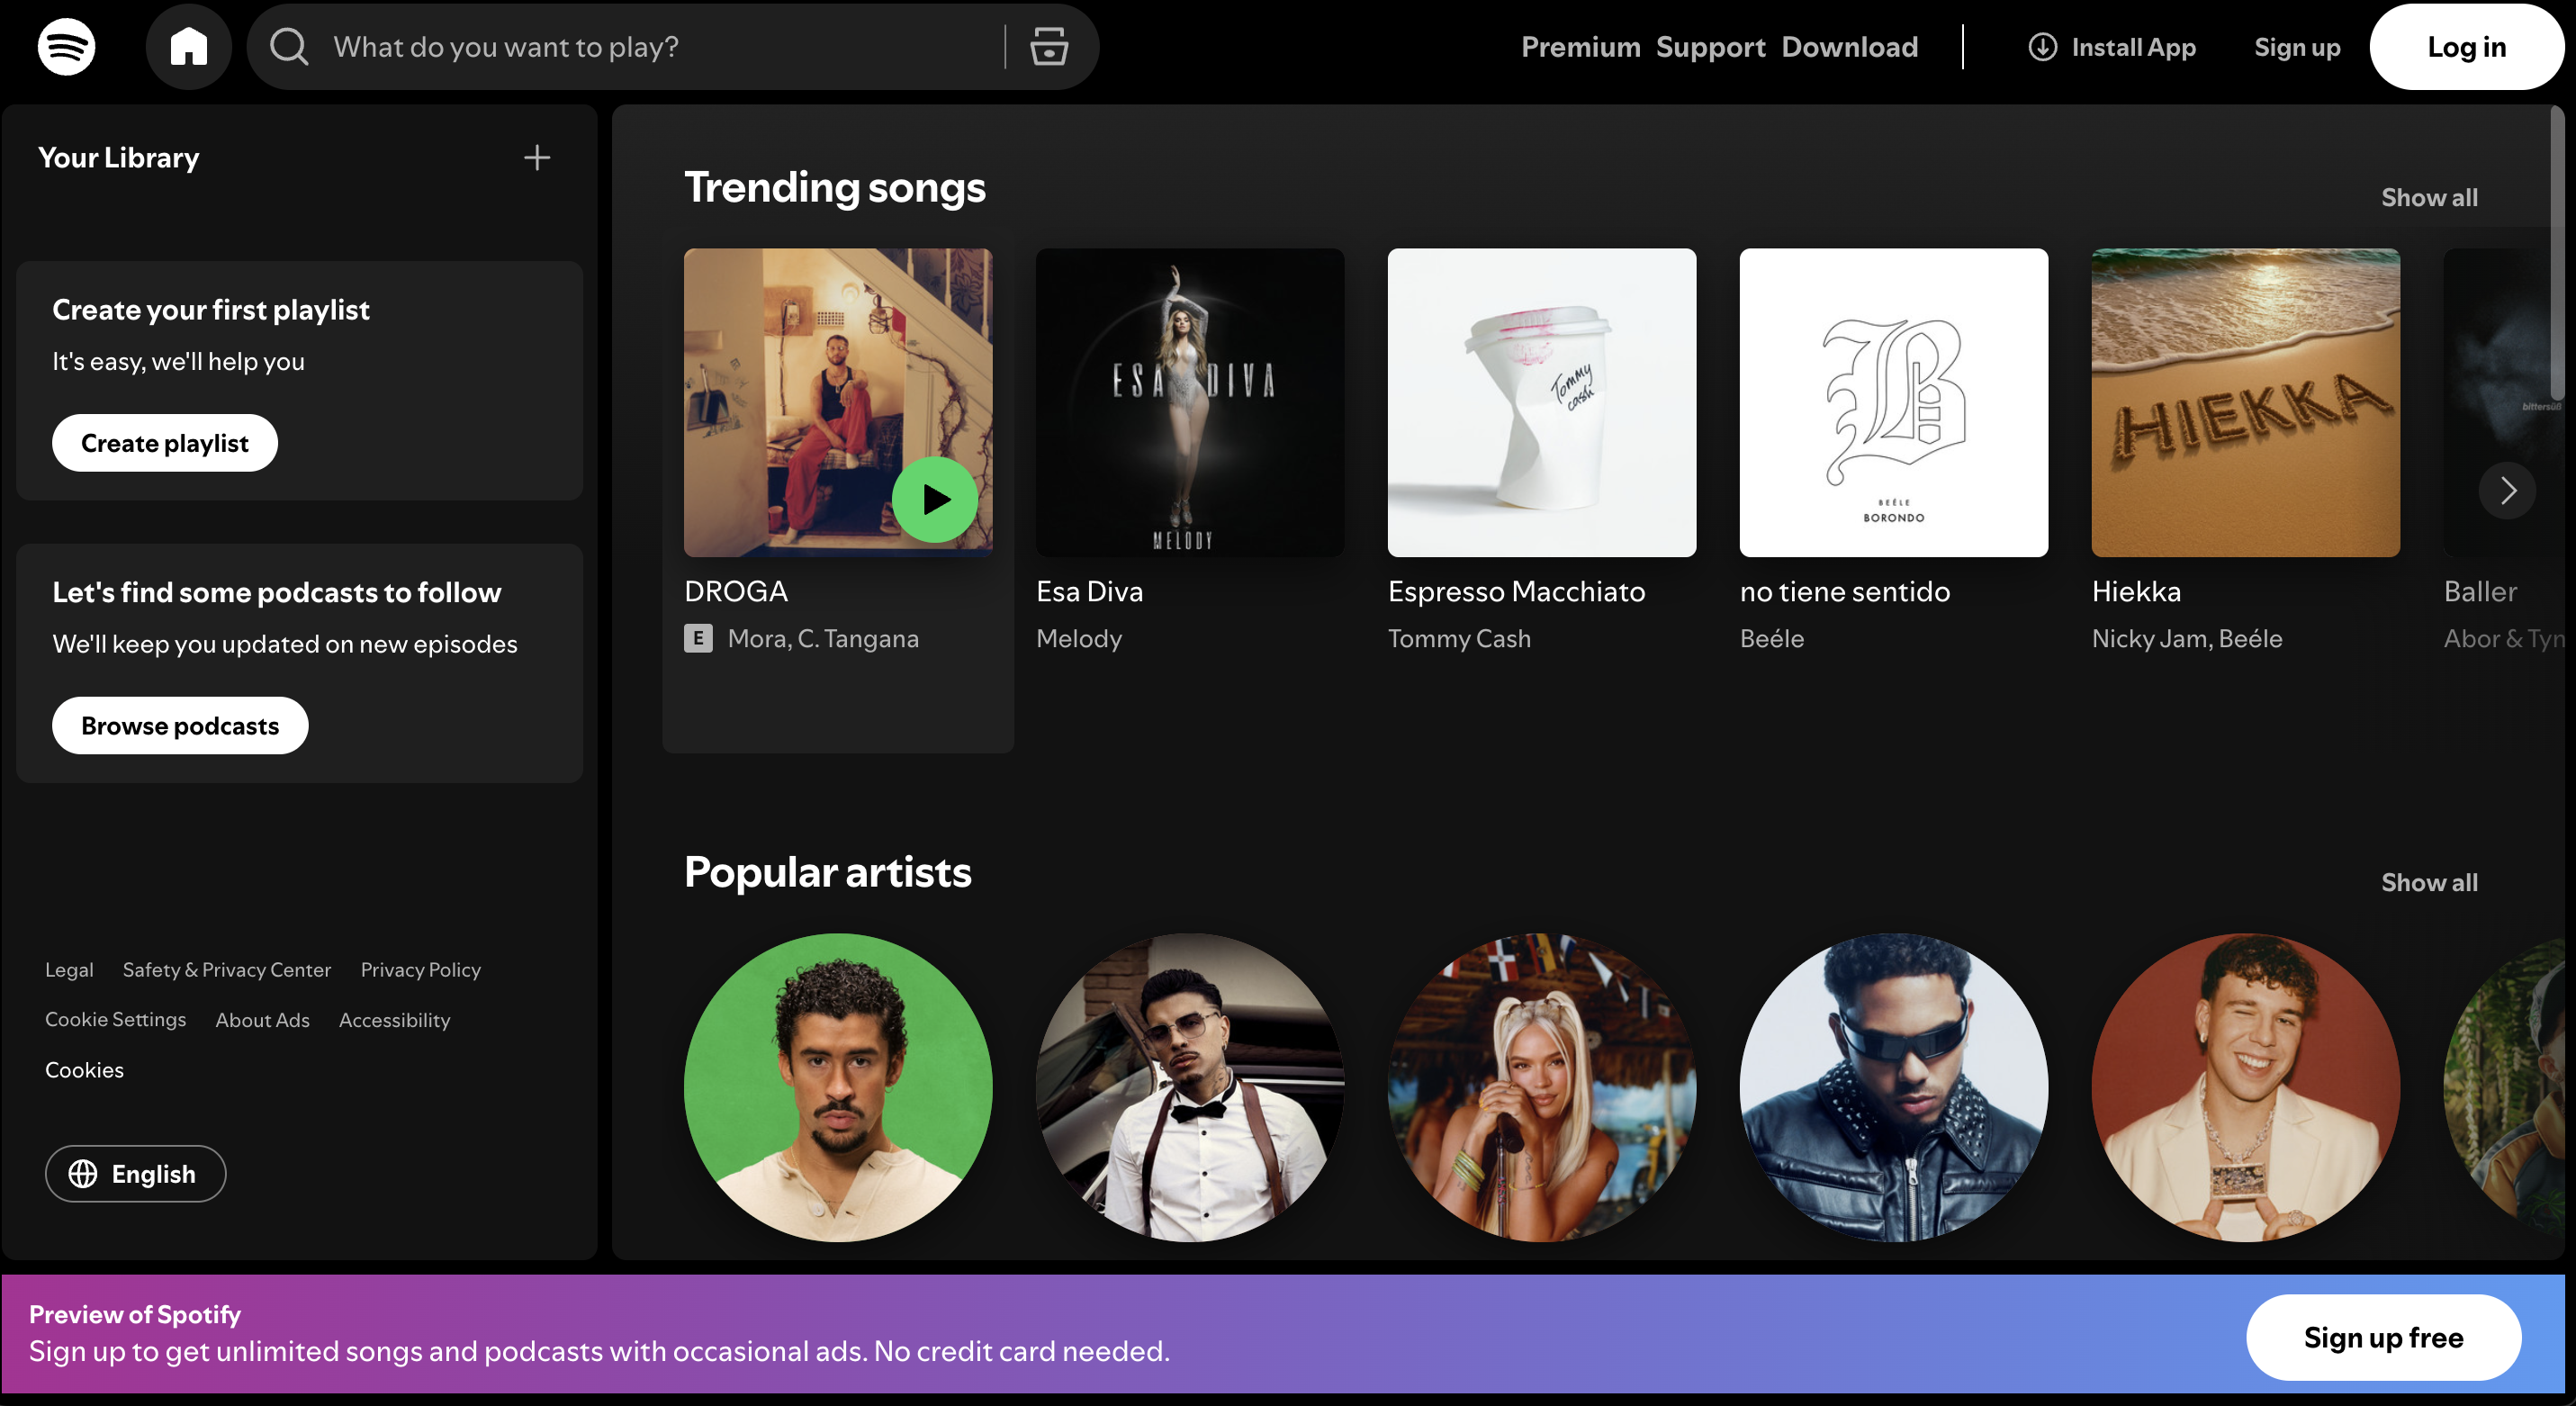 What do you want to play?
Premium Support Download
Install App
Sign up
Log in
Your Library
Create your first playlist
It's easy, we'll help you
Create playlist
Let's find some podcasts to follow
We'll keep you updated on new episodes
Browse podcasts
Legal Safety & Privacy Center Privacy Policy
Cookie Settings About Ads Accessibility
Cookies
English
Trending songs
Show all
DROGA
E Mora, C. Tangana
ESA DIVA
MELODY
Esa Diva
Melody
Tommy
cash
Espresso Macchiato
Tommy Cash
B
BEÉLE
BORONDO
no tiene sentido
Beéle
HIEKKA
Hiekka
Nicky Jam, Beéle
bittersüß
Baller
Abor & Tyn
Popular artists
Show all
Preview of Spotify
Sign up to get unlimited songs and podcasts with occasional ads. No credit card needed.
Sign up free